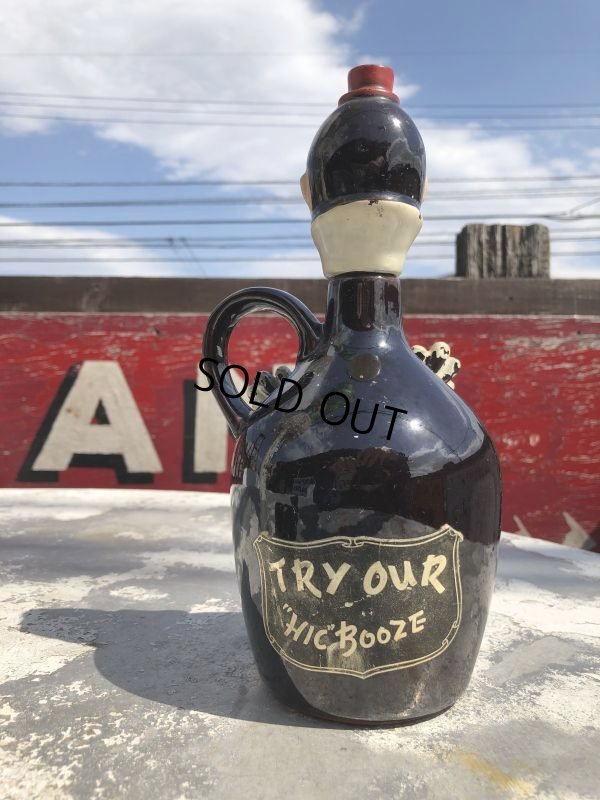 SOLD OUT
TRY OUR
"HIC" BOOZE